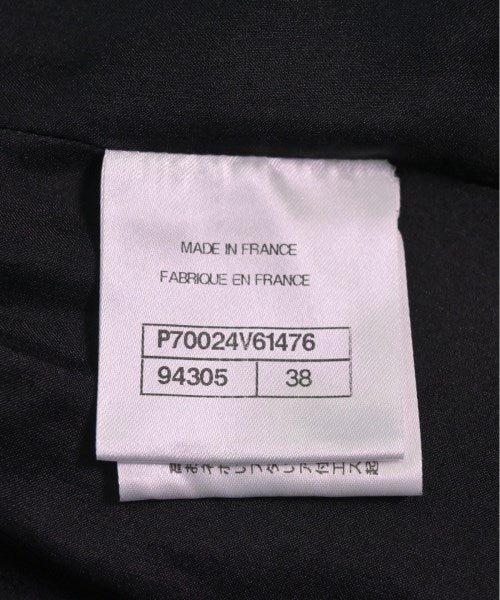 MADE IN FRANCE
FABRIQUE EN FRANCE
P70024V61476
94305 38